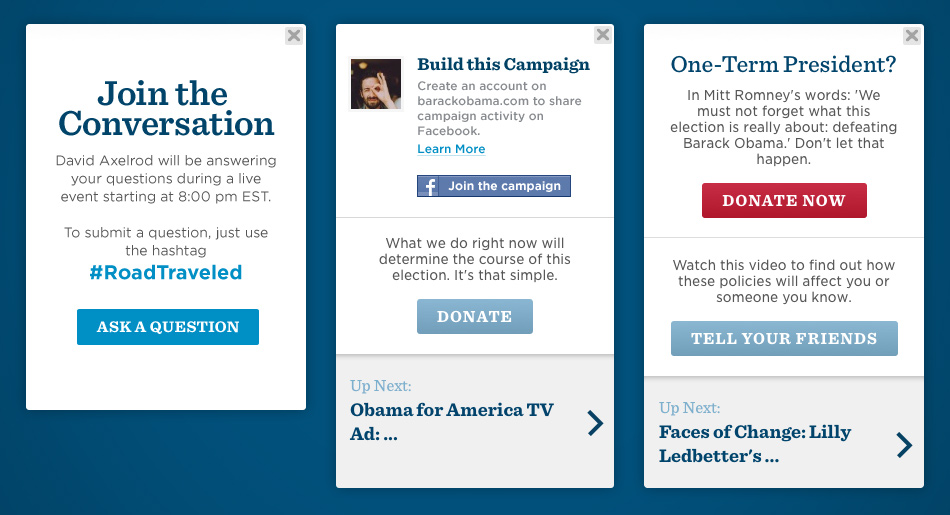 Join the
Conversation
David Axelrod will be answering
your questions during a live
event starting at 8:00 pm EST.
To submit a question, just use
the hashtag
#RoadTraveled
ASK A QUESTION
Build this Campaign
Create an account on
barackobama.com to share
campaign activity on
Facebook.
Learn More
f Join the campaign
What we do right now will
determine the course of this
election. It's that simple.
DONATE
Up Next:
Obama for America TV
Ad: ...
One-Term President?
In Mitt Romney's words: 'We
must not forget what this
election is really about: defeating
Barack Obama.' Don't let that
happen.
DONATE NOW
Watch this video to find out how
these policies will affect you or
someone you know.
TELL YOUR FRIENDS
Up Next:
Faces of Change: Lilly
Ledbetter's ...